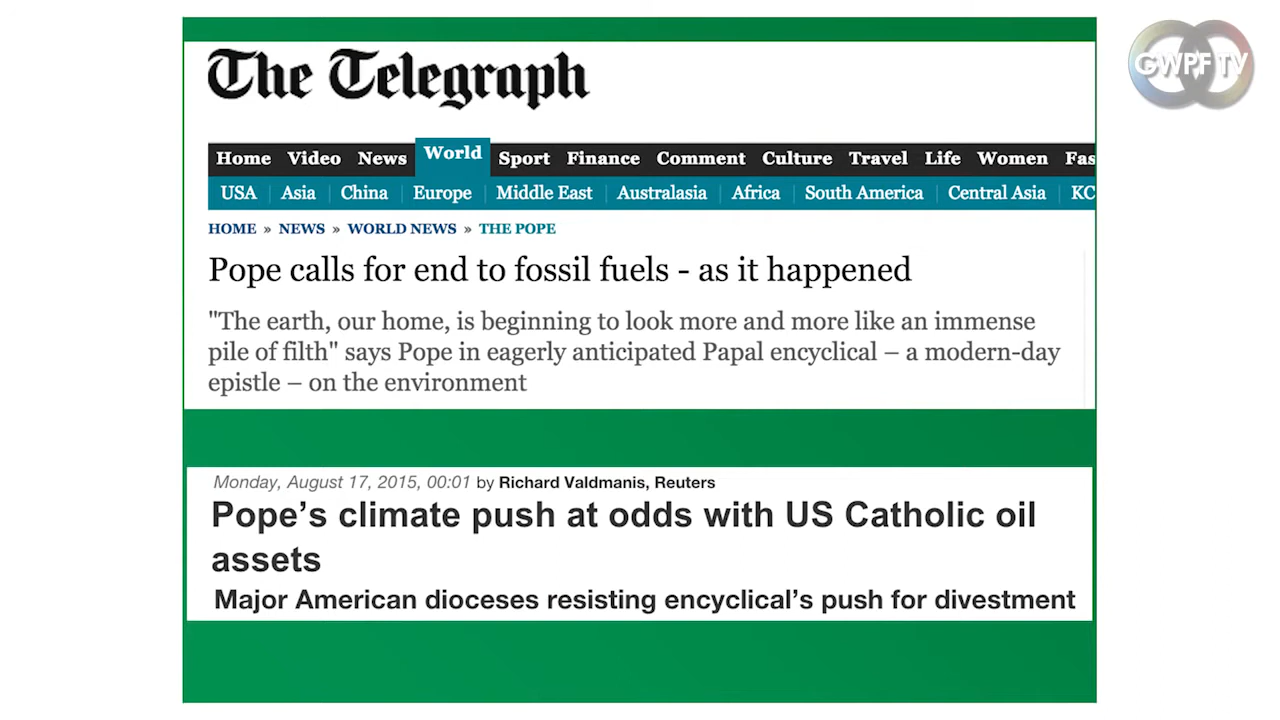 GWPF TV
The Telegraph
Home Video News World Sport Finance Comment Culture Travel Life Women Fas
USA Asia China Europe Middle East Australasia Africa South America Central Asia KC
HOME » NEWS » WORLD NEWS » THE POPE
Pope calls for end to fossil fuels - as it happened
"The earth, our home, is beginning to look more and more like an immense
pile of filth" says Pope in eagerly anticipated Papal encyclical – a modern-day
epistle – on the environment
Monday, August 17, 2015, 00:01 by Richard Valdmanis, Reuters
Pope's climate push at odds with US Catholic oil
assets
Major American dioceses resisting encyclical's push for divestment